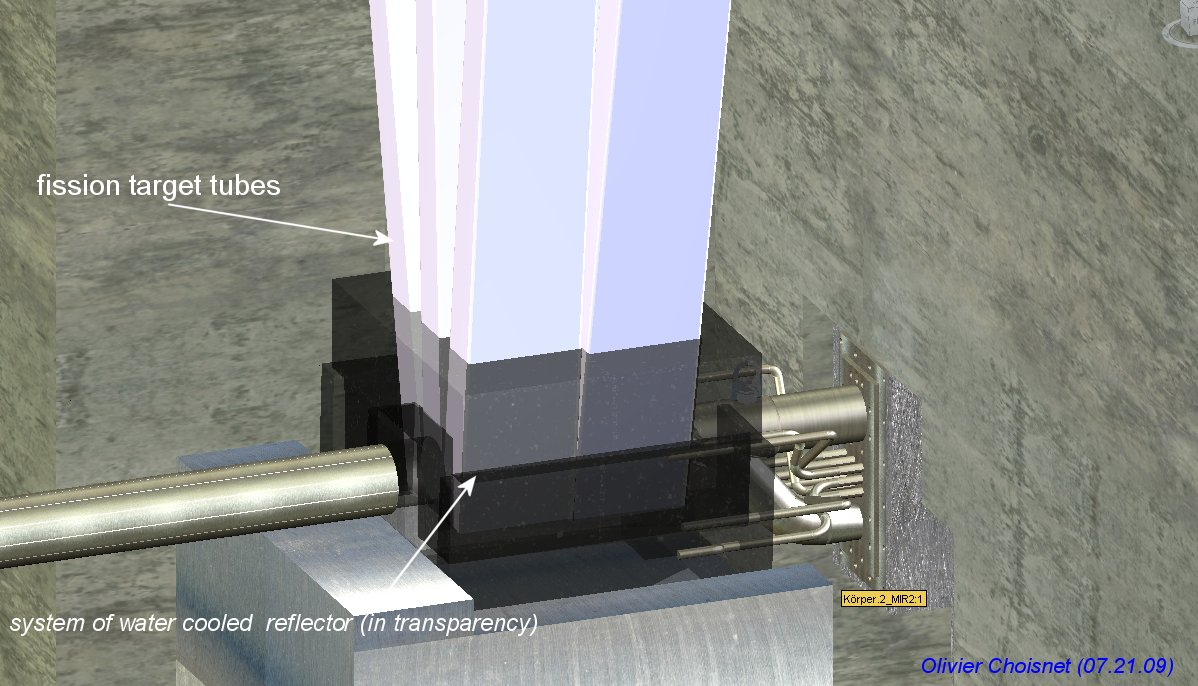 fission target tubes
Körper.2_MIR2:1
system of water cooled  reflector (in transparency)
Olivier Choisnet (07.21.09)